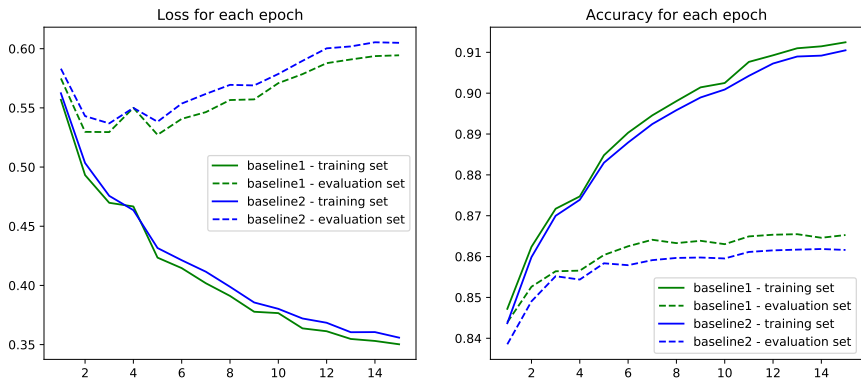 Loss for each epoch
0.60
0.55
0.50
0.45
0.40
0.35
baseline1 - training set
baseline1 - evaluation set
baseline2 - training set
baseline2 - evaluation set
2 4 6 8 10 12 14
Accuracy for each epoch
0.91
0.90
0.89
0.88
0.87
0.86
0.85
0.84
baseline1 - training set
baseline1 - evaluation set
baseline2 - training set
baseline2 - evaluation set
2 4 6 8 10 12 14